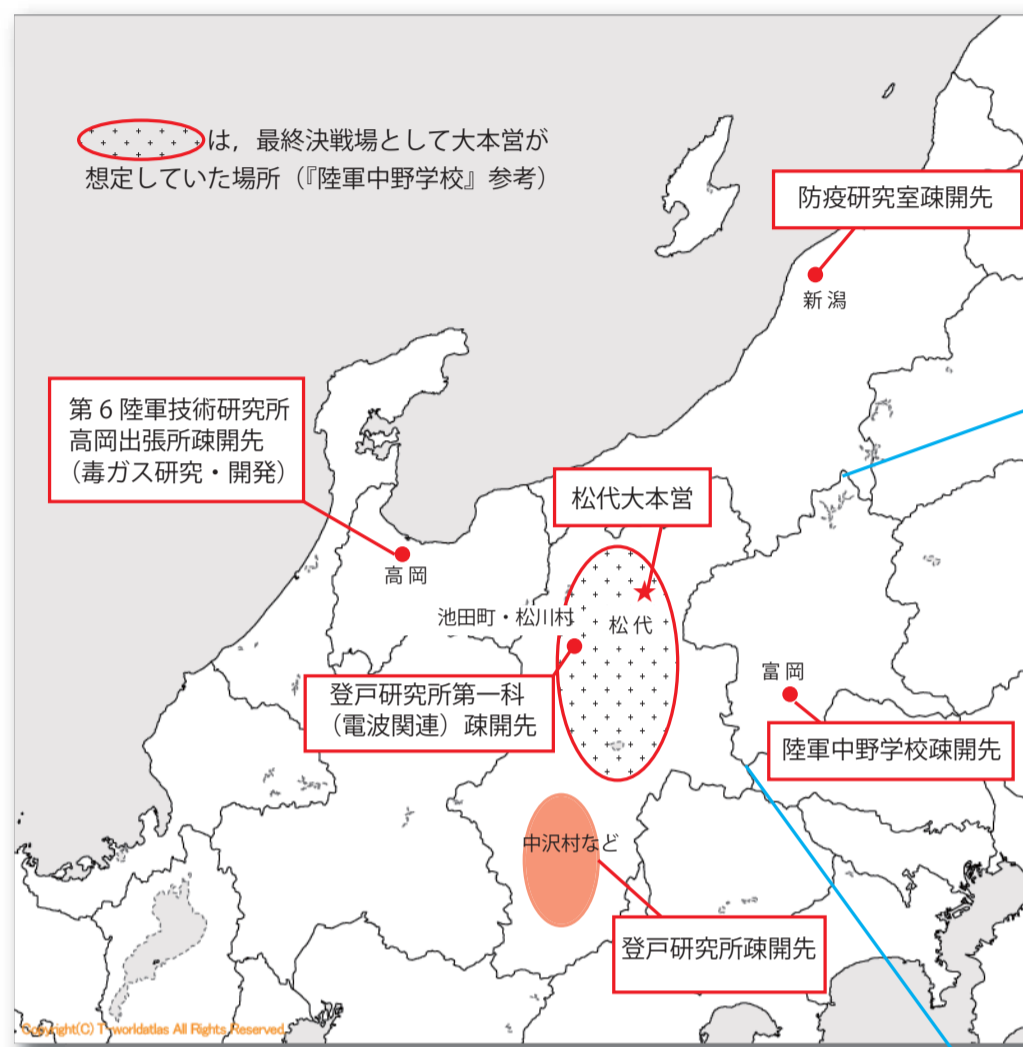 は，最終決戦場として大本営が
想定していた場所（『陸軍中野学校』参考）
防疫研究室疎開先
新潟
第6陸軍技術研究所
高岡出張所疎開先
（毒ガス研究・開発）
松代大本営
高岡
池田町・松川村
松代
富岡
登戸研究所第一科
（電波関連）疎開先
陸軍中野学校疎開先
中沢村など
登戸研究所疎開先
Copyright(C) T-worldatlas All Rights Reserved